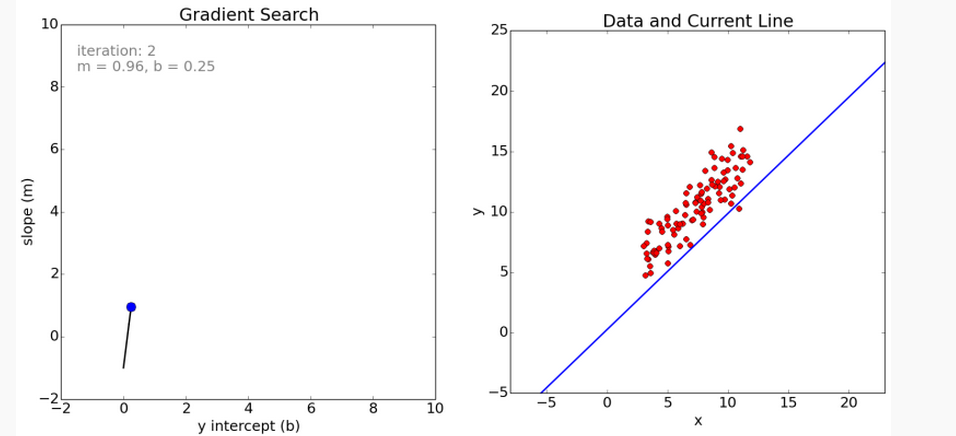 Gradient Search
10
8
6
4
2
0
−2
slope (m)
iteration: 2
m = 0.96, b = 0.25
−2 0 2 4 6 8 10
y intercept (b)
Data and Current Line
25
20
15
10
5
0
−5
y
−5 0 5 10 15 20
x